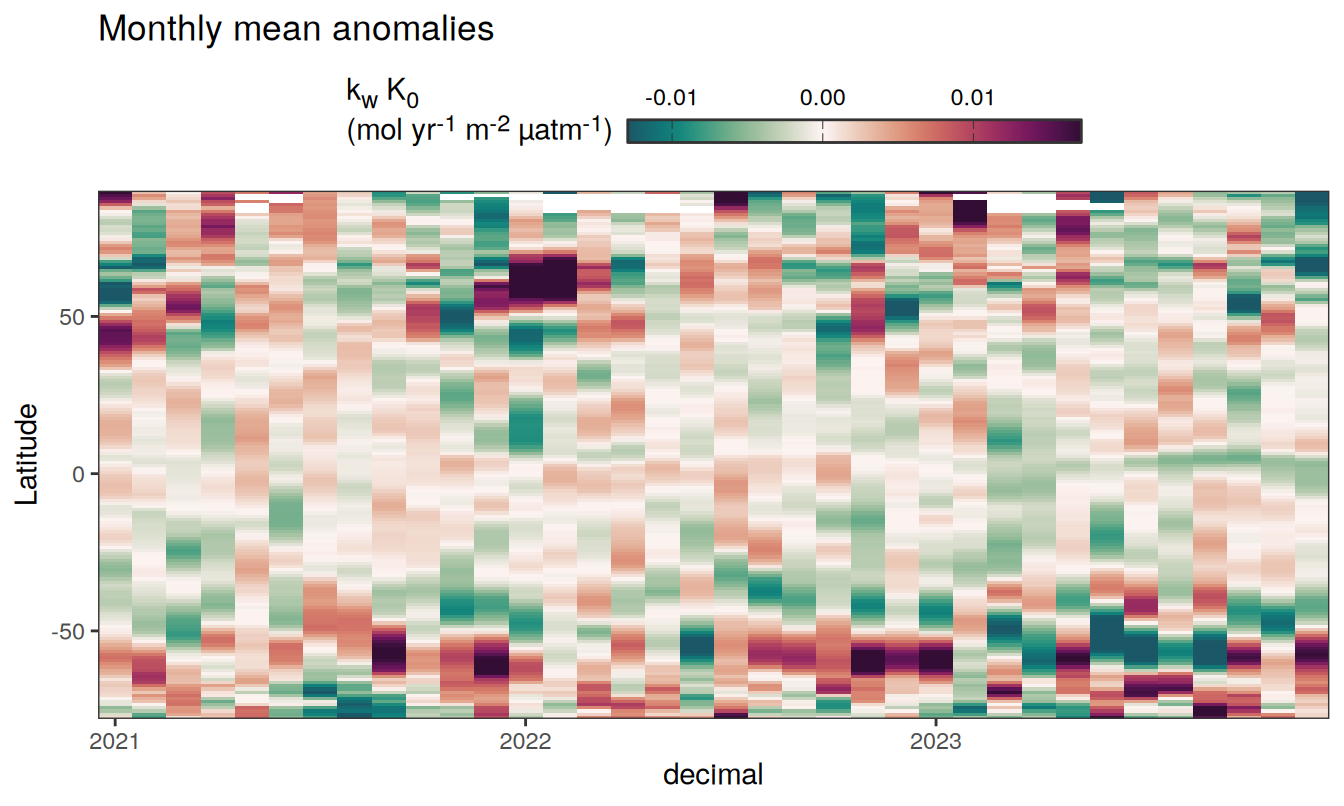 Monthly mean anomalies
k_w K_0
(mol yr⁻¹ m⁻² µatm⁻¹)
-0.01 0.00 0.01
Latitude
50
0
-50
2021 2022 2023
decimal